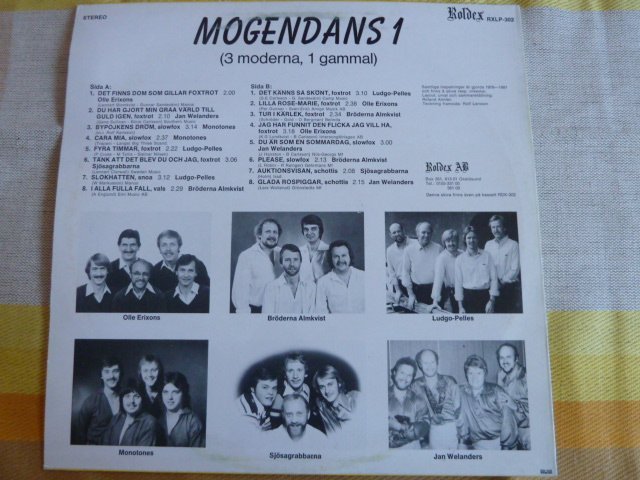 STEREO
MOGENDANS 1
(3 moderna, 1 gammal)
Roldex
RXLP-302
Side A:
1. DET FINNS DOM SOM GILLAR FOXTROT 2.00
Olle Erixons
2. DU HAR GJORT MIN GRAA VÄRLD TILL
GULD IGEN, foxtrot 2.10 Jan Welanders
3. BYPOJKENS DRÖM, slowfox 3.14 Monotones
4. CARA MIA, slowfox 2.37 Monotones
5. FYRA TIMMAR, foxtrot 2.22 Ludgo-Pelles
6. TÄNK ATT DET BLEV DU OCH JAG, foxtrot 3.06
Sjösagrabbarna
7. SLOKHATTEN, snoa 3.12 Ludgo-Pelles
8. I ALLA FULLA FALL, vals 2.29 Bröderna Almkvist
Side B:
1. DET KÄNNS SÅ SKÖNT, foxtrot 3.10 Ludgo-Pelles
2. LILLA ROSE-MARIE, foxtrot 2.38 Olle Erixons
3. TUR I KÄRLEK, foxtrot 2.34 Bröderna Almkvist
4. JAG HAR FUNNIT DEN FLICKA JAG VILL HA,
foxtrot 3.18 Olle Erixons
5. DU ÄR SOM EN SOMMARDAG, slowfox 3.00
Jan Welanders
6. PLEASE, slowfox 2.13 Bröderna Almkvist
7. AUKTIONSVISAN, schottis 2.08 Sjösagrabbarna
8. GLADA ROSPIGGAR, schottis 2.15 Jan Welanders
Roldex AB
Olle Erixons
Bröderna Almkvist
Ludgo-Pelles
Monotones
Sjösagrabbarna
Jan Welanders